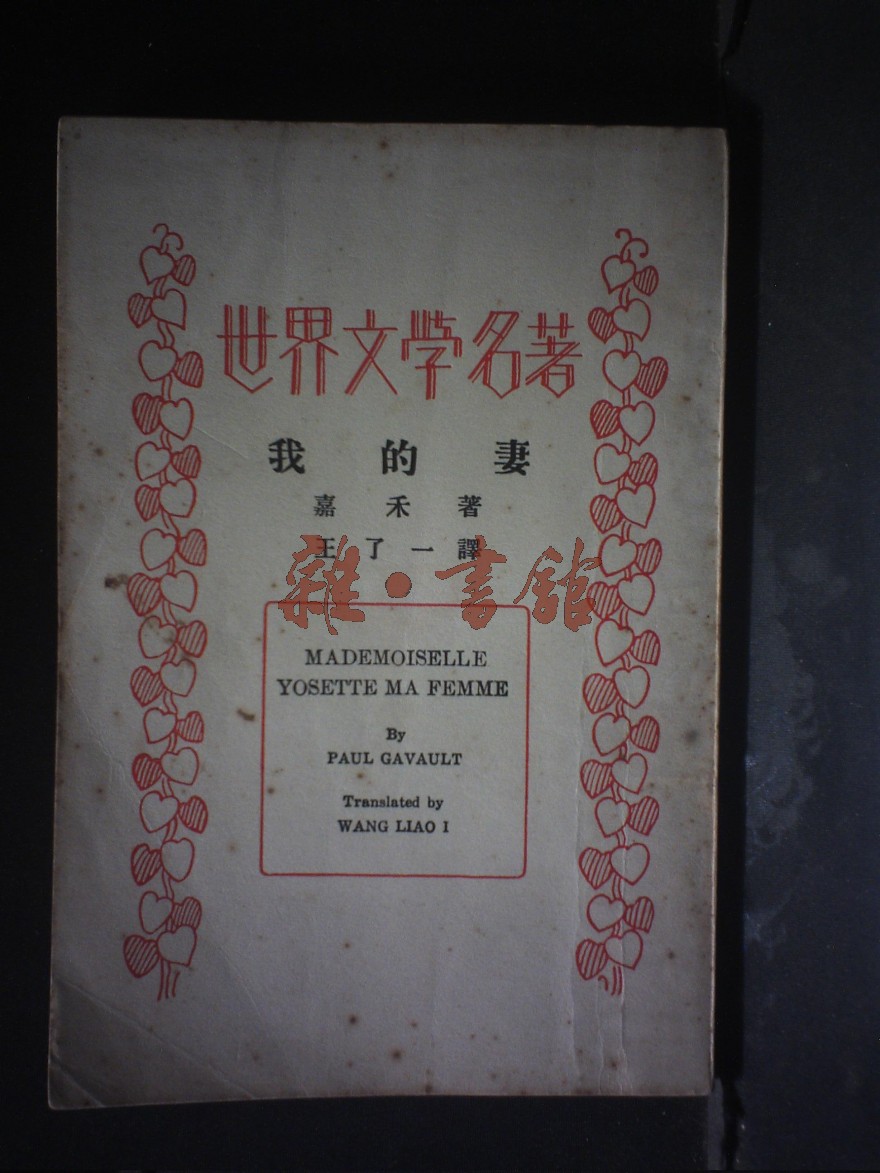 世界文学名著
我的妻
嘉禾著
王了一譯
雜·書館
MADEMOISELLE
YOSETTE MA FEMME
By
PAUL GAVAULT
Translated by
WANG LIAO I